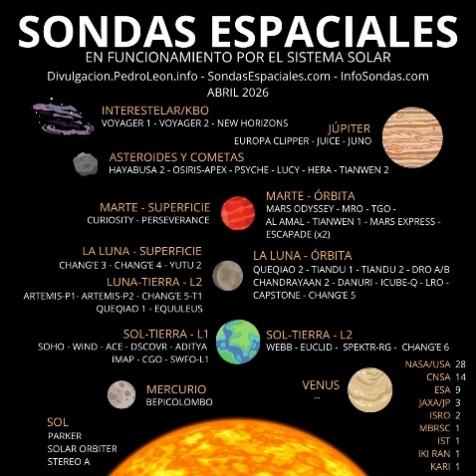 SONDAS ESPACIALES
EN FUNCIONAMIENTO POR EL SISTEMA SOLAR
Divulgacion.PedroLeon.info - SondasEspaciales.com - InfoSondas.com
ABRIL 2026
INTERESTELAR/KBO
VOYAGER 1 - VOYAGER 2 - NEW HORIZONS
JÚPITER
EUROPA CLIPPER - JUICE - JUNO
ASTEROIDES Y COMETAS
HAYABUSA 2 - OSIRIS-APEX - PSYCHE - LUCY - HERA - TIANWEN 2
MARTE - SUPERFICIE
CURIOSITY - PERSEVERANCE
MARTE - ÓRBITA
MARS ODYSSEY - MRO - TGO -
AL AMAL - TIANWEN 1 - MARS EXPRESS -
ESCAPADE (x2)
LA LUNA - SUPERFICIE
CHANG'E 3 - CHANG'E 4 - YUTU 2
LUNA-TIERRA - L2
ARTEMIS-P1- ARTEMIS-P2 - CHANG'E 5-T1
QUEQIAO 1 - EQUULEUS
LA LUNA - ÓRBITA
QUEQIAO 2 - TIANDU 1 - TIANDU 2 - DRO A/B
CHANDRAYAAN 2 - DANURI - ICUBE-Q - LRO -
CAPSTONE - CHANG'E 5
SOL-TIERRA - L1
SOHO - WIND - ACE - DSCOVR - ADITYA
IMAP - CGO - SWFO-L1
SOL-TIERRA - L2
WEBB - EUCLID - SPEKTR-RG - CHANG'E 6
MERCURIO
BEPICOLOMBO
VENUS
--
SOL
PARKER
SOLAR ORBITER
STEREO A
NASA/USA 28
CNSA 14
ESA 9
JAXA/JP 3
ISRO 2
MBRSC 1
IST 1
IKI RAN 1
KARI 1